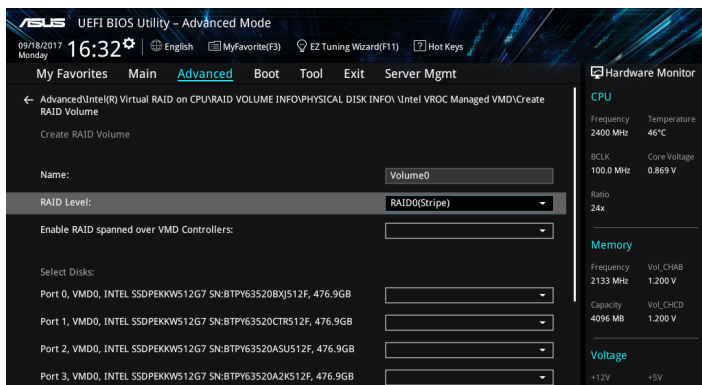 ASUS UEFI BIOS Utility – Advanced Mode
09/18/2017 Monday 16:32 English MyFavorite(F3) EZ Tuning Wizard(F11) ? Hot Keys
My Favorites Main Advanced Boot Tool Exit Server Mgmt
← Advanced\Intel(R) Virtual RAID on CPU\RAID VOLUME INFO\PHYSICAL DISK INFO\ \Intel VROC Managed VMD\Create
RAID Volume
Create RAID Volume
Name: Volume0
RAID Level: RAID0(Stripe)
Enable RAID spanned over VMD Controllers:
Select Disks:
Port 0, VMD0, INTEL SSDPEKKW512G7 SN:BTPY63520BXJ512F, 476.9GB
Port 1, VMD0, INTEL SSDPEKKW512G7 SN:BTPY63520CTR512F, 476.9GB
Port 2, VMD0, INTEL SSDPEKKW512G7 SN:BTPY63520ASU512F, 476.9GB
Port 3, VMD0, INTEL SSDPEKKW512G7 SN:BTPY63520A2K512F, 476.9GB
Hardware Monitor
CPU
Frequency Temperature
2400 MHz 46°C
BCLK Core Voltage
100.0 MHz 0.869 V
Ratio
24x
Memory
Frequency Vol_CHAB
2133 MHz 1.200 V
Capacity Vol_CHCD
4096 MB 1.200 V
Voltage
+12V +5V